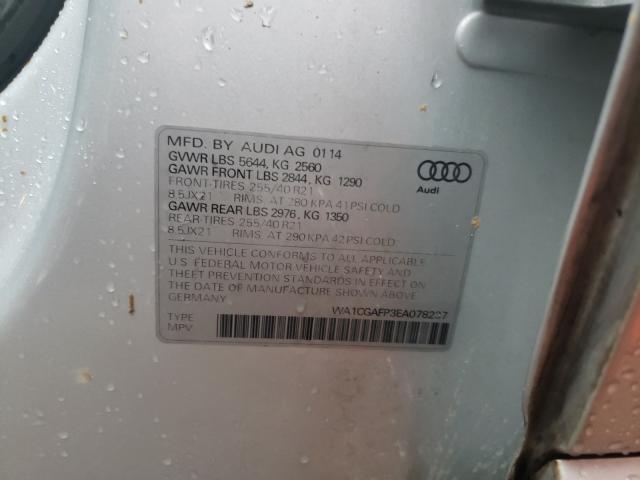 MFD. BY AUDI AG 01 14
GVWR LBS 5644, KG 2560
GAWR FRONT LBS 2844, KG 1290
FRONT-TIRES 255/40 R21
8.5JX21 RIMS AT 280 KPA 41 PSI COLD
GAWR REAR LBS 2976, KG 1350
REAR-TIRES 255/40 R21
8.5JX21 RIMS AT 290 KPA 42 PSI COLD
Audi
THIS VEHICLE CONFORMS TO ALL APPLICABLE
U.S. FEDERAL MOTOR VEHICLE SAFETY AND
THEFT PREVENTION STANDARDS IN EFFECT ON
THE DATE OF MANUFACTURE SHOWN ABOVE.
GERMANY
TYPE
MPV